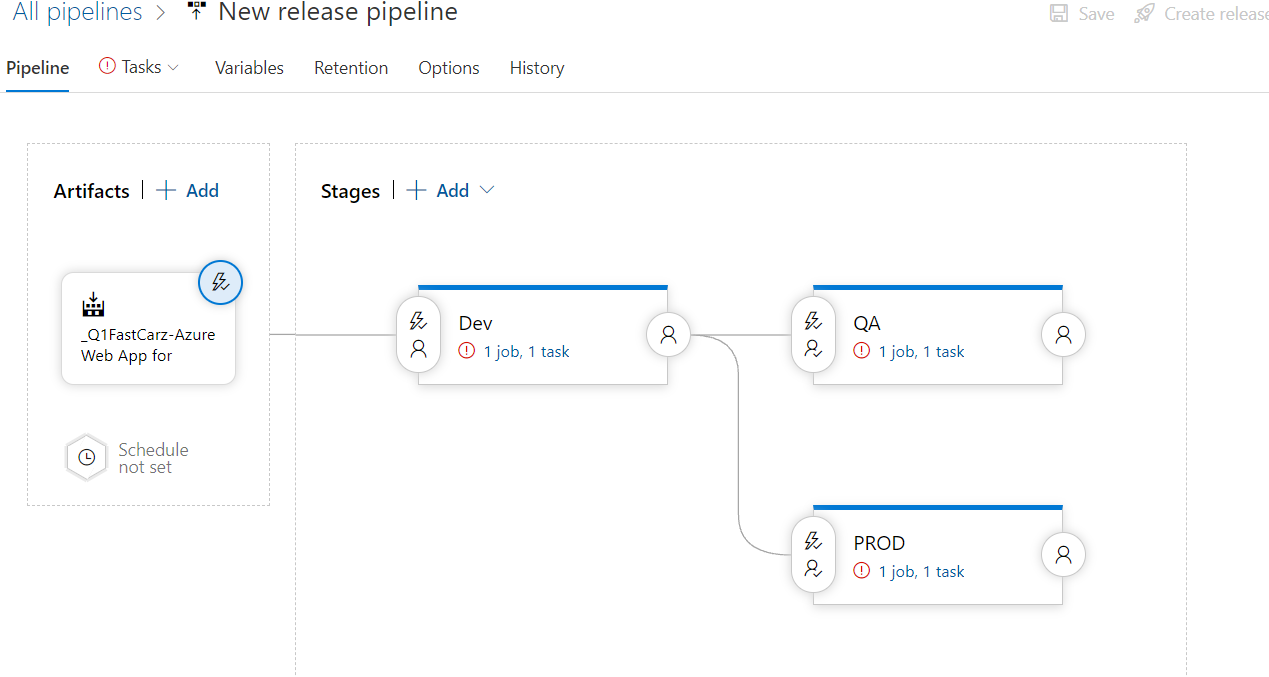 All pipelines > New release pipeline
Save Create release
Pipeline Tasks Variables Retention Options History
Artifacts | + Add
Stages | + Add
_Q1FastCarz-Azure
Web App for
Schedule
not set
Dev
1 job, 1 task
QA
1 job, 1 task
PROD
1 job, 1 task